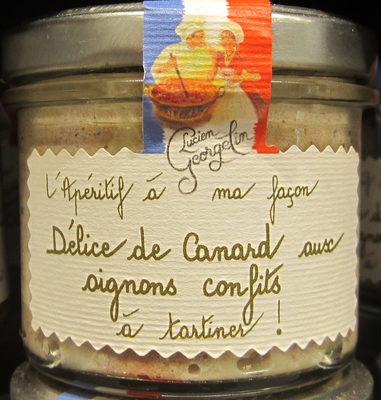 Lucien
Georgelin
L'Apéritif à ma façon
Délice de Canard aux
oignons confits
à tartiner !